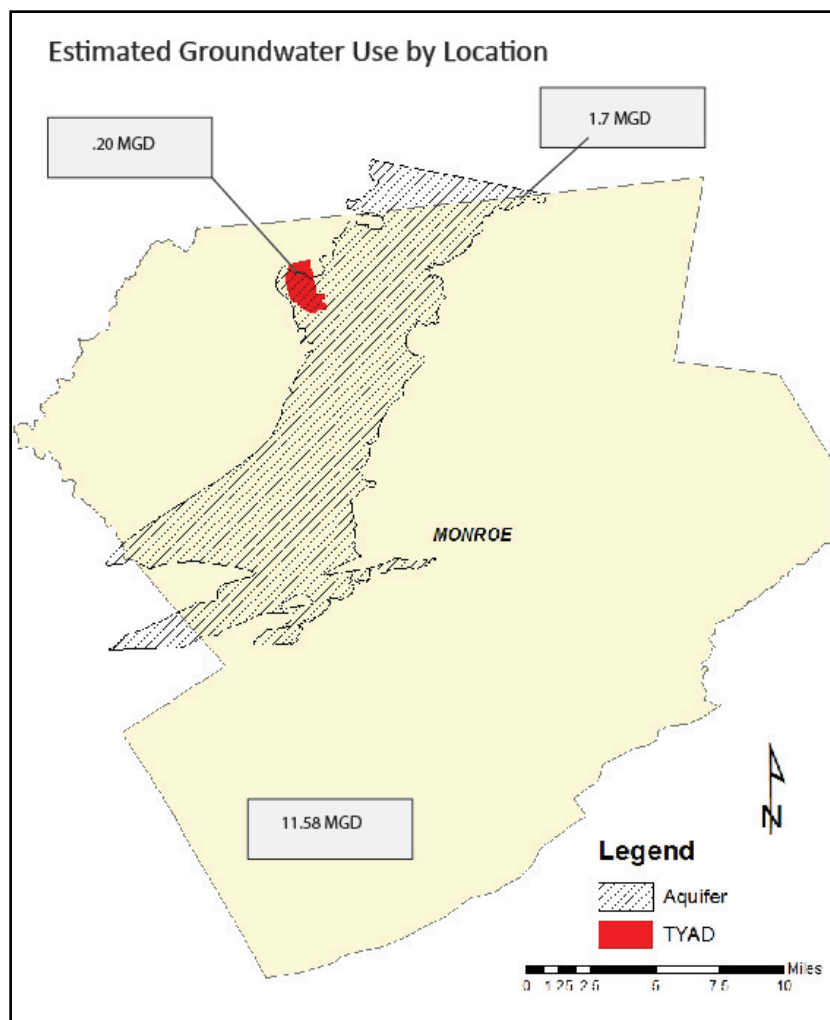 Estimated Groundwater Use by Location
.20 MGD
1.7 MGD
MONROE
11.58 MGD
N
Legend
Aquifer
TYAD
Miles
0 1.25 2.5 5 7.5 10